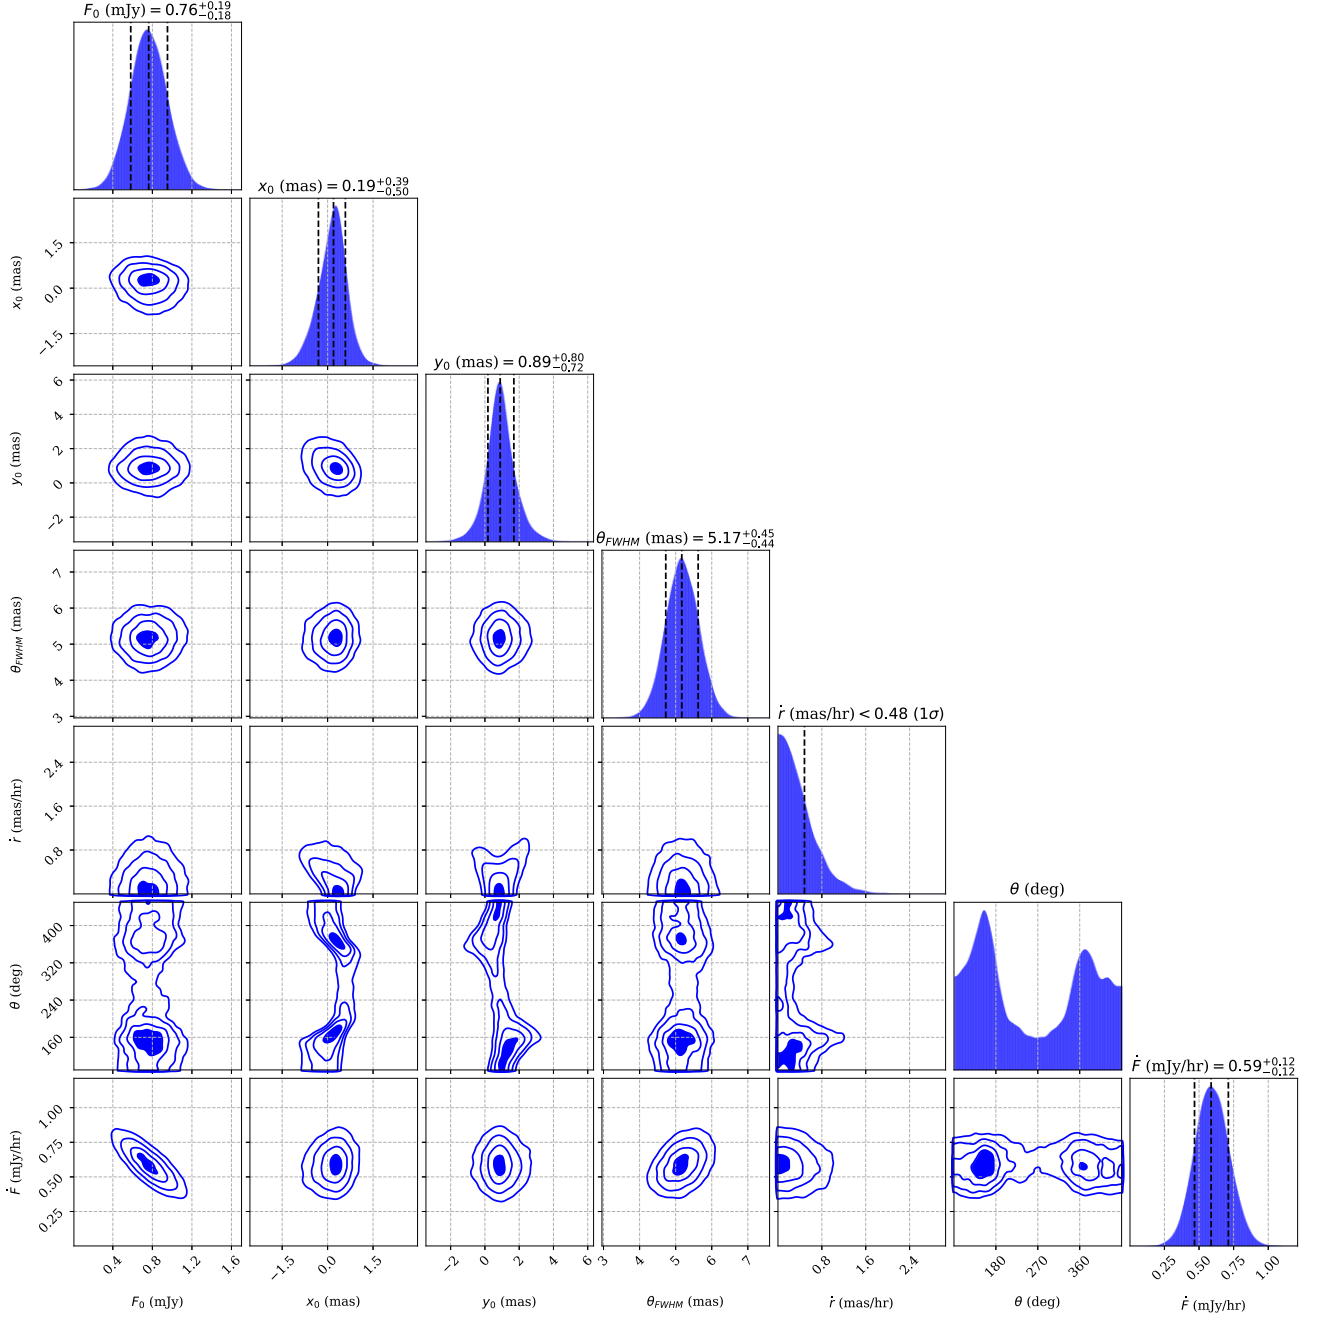 F₀ (mJy) = 0.76 +0.19 −0.18
x₀ (mas) = 0.19 +0.39 −0.50
1.5
0.0
−1.5
x₀ (mas)
y₀ (mas) = 0.89 +0.80 −0.72
6
4
2
0
−2
y₀ (mas)
θFWHM (mas) = 5.17 +0.45 −0.44
7
6
5
4
3
θFWHM (mas)
ṙ (mas/hr) < 0.48 (1σ)
2.4
1.6
0.8
ṙ (mas/hr)
θ (deg)
400
320
240
160
θ (deg)
Ḟ (mJy/hr) = 0.59 +0.12 −0.12
1.00
0.75
0.50
0.25
Ḟ (mJy/hr)
0.4 0.8 1.2 1.6 −1.5 0.0 1.5 −2 0 2 4 6 3 4 5 6 7 0.8 1.6 2.4 180 270 360 0.25 0.50 0.75 1.00
F₀ (mJy) x₀ (mas) y₀ (mas) θFWHM (mas) ṙ (mas/hr) θ (deg) Ḟ (mJy/hr)